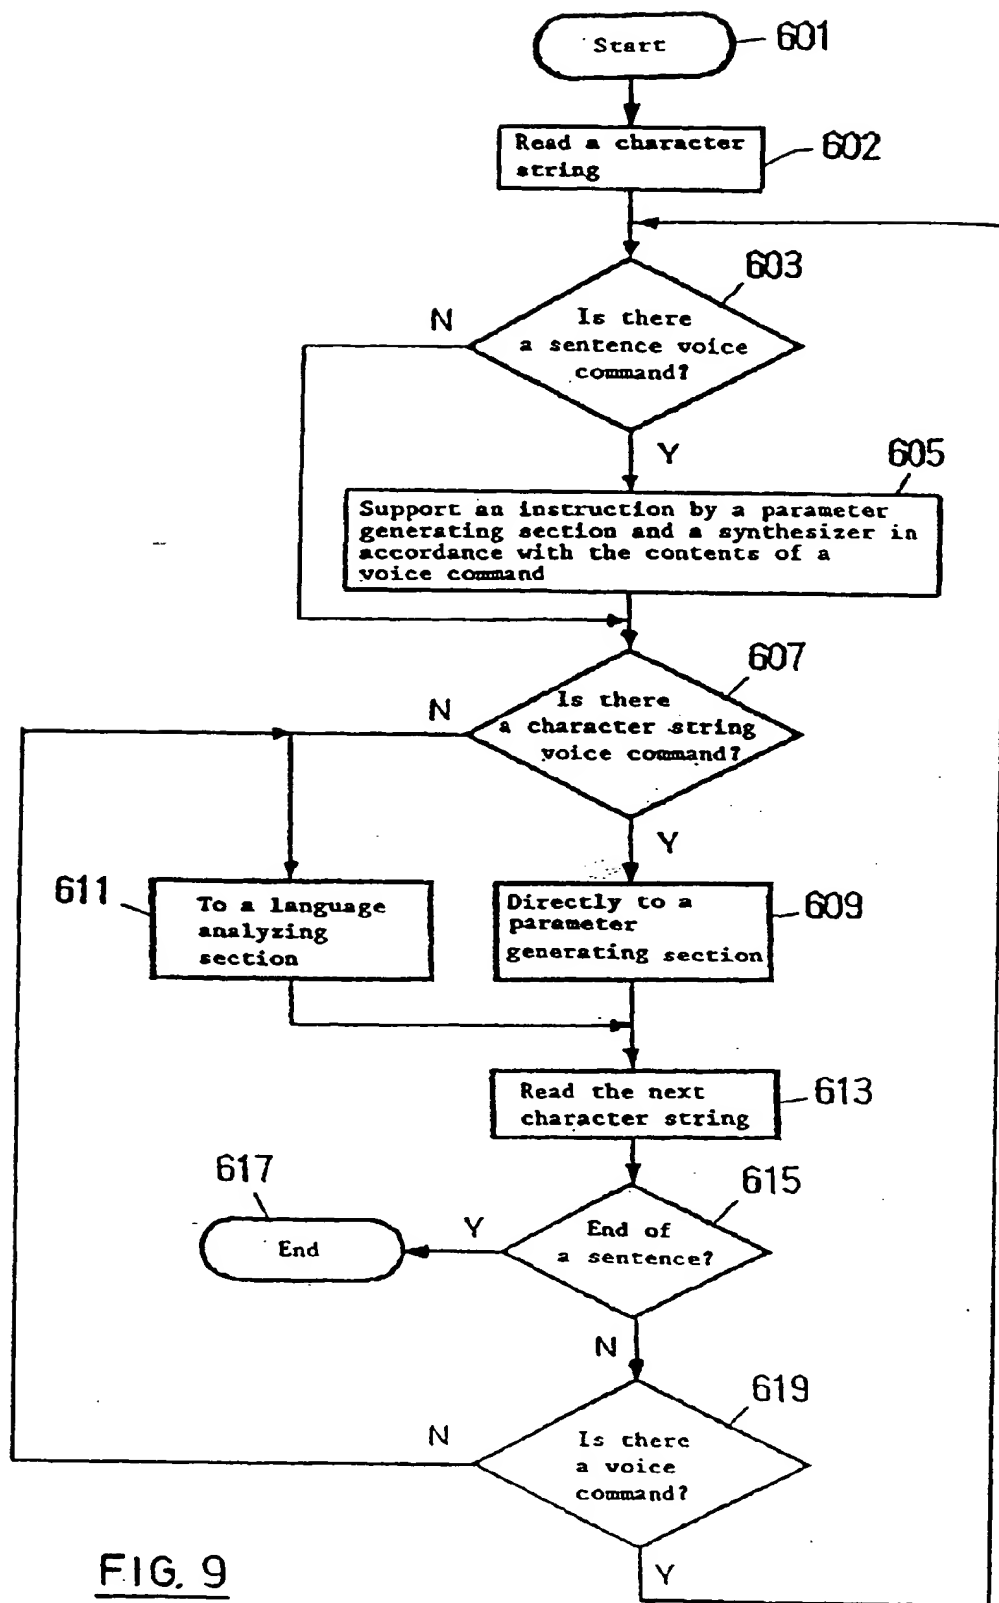 Start
601
Read a character
string
602
603
N
Is there
a sentence voice
command?
Y
605
Support an instruction by a parameter
generating section and a synthesizer in
accordance with the contents of a
voice command
607
N
Is there
a character string
voice command?
Y
611
To a language
analyzing
section
Directly to a
parameter
generating section
609
Read the next
character string
613
617
End
Y
615
End of
a sentence?
N
619
N
Is there
a voice
command?
Y
FIG. 9